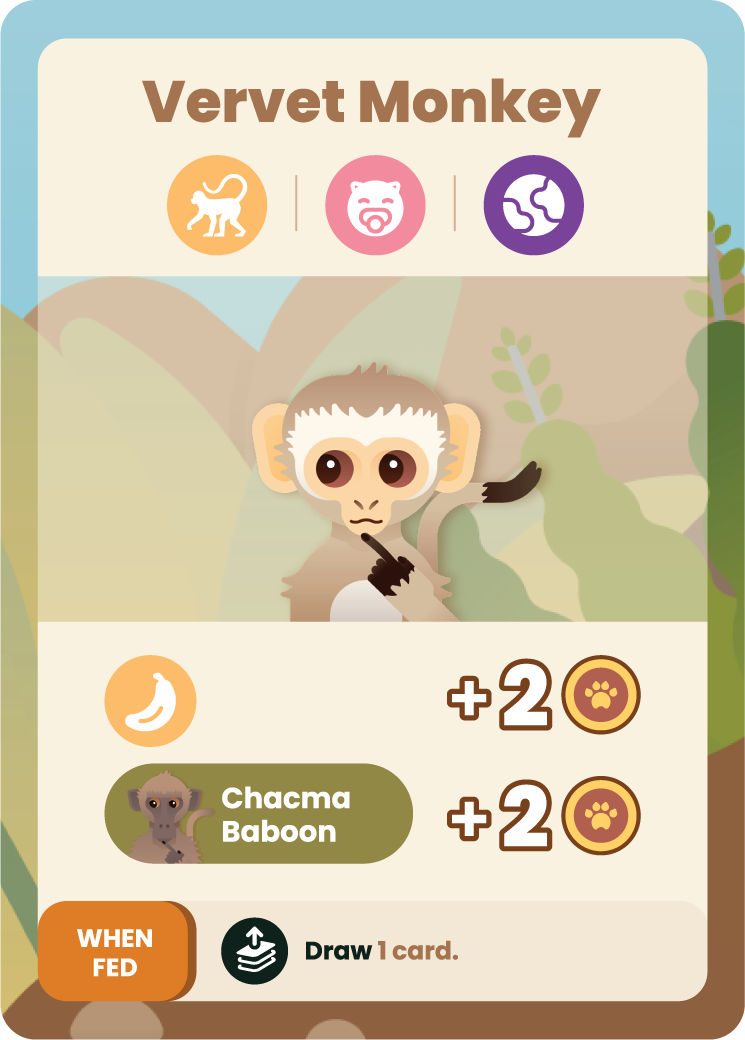 Vervet Monkey
+2
Chacma
Baboon
+2
WHEN
FED
Draw 1 card.